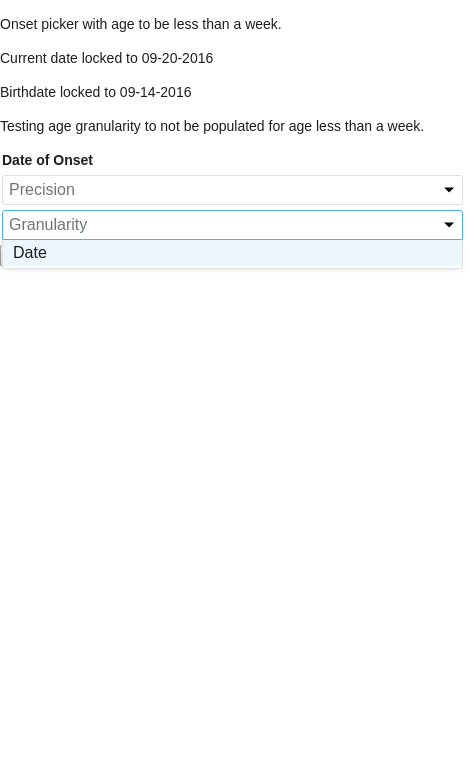 Onset picker with age to be less than a week.
Current date locked to 09-20-2016
Birthdate locked to 09-14-2016
Testing age granularity to not be populated for age less than a week.
Date of Onset
Precision
Granularity
Date